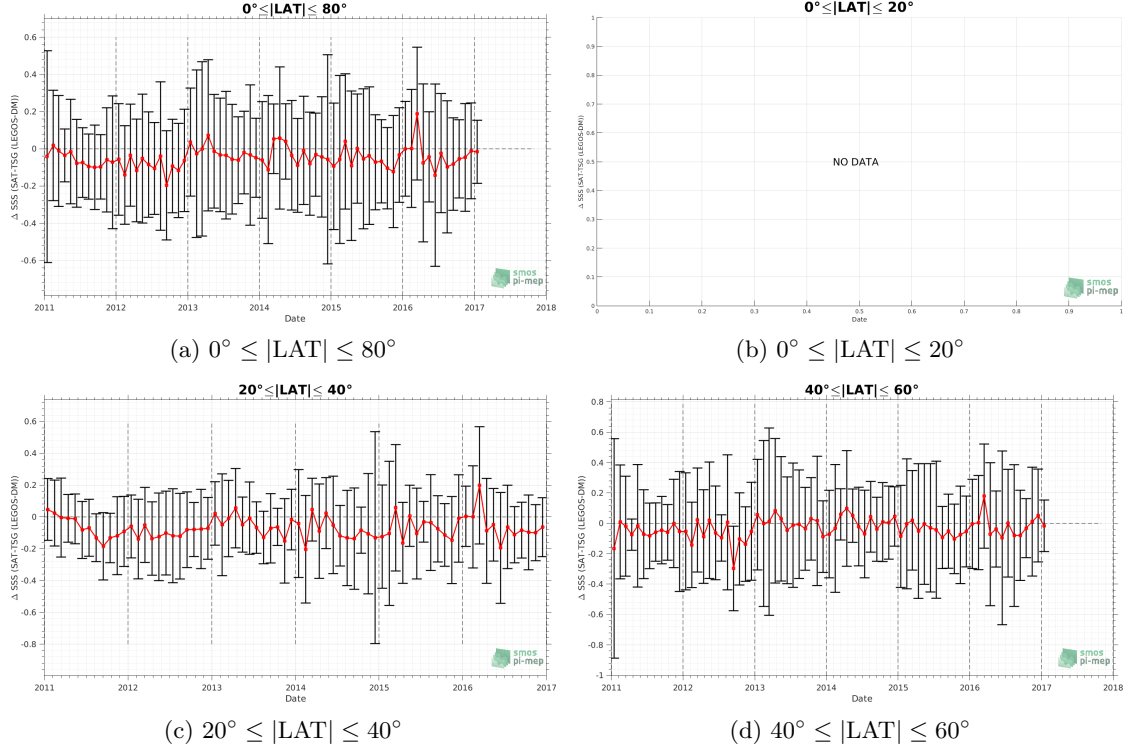 0°≤|LAT|≤ 80°
Δ SSS (SAT-TSG (LEGOS-DMI))
0.6
0.4
0.2
0
-0.2
-0.4
-0.6
2011 2012 2013 2014 2015 2016 2017 2018
Date
smos
pi-mep
(a) 0° ≤ |LAT| ≤ 80°
0°≤|LAT|≤ 20°
Δ SSS (SAT-TSG (LEGOS-DMI))
1
0.9
0.8
0.7
0.6
0.5
0.4
0.3
0.2
0.1
0
NO DATA
0 0.1 0.2 0.3 0.4 0.5 0.6 0.7 0.8 0.9 1
Date
smos
pi-mep
(b) 0° ≤ |LAT| ≤ 20°
20°≤|LAT|≤ 40°
Δ SSS (SAT-TSG (LEGOS-DMI))
0.6
0.4
0.2
0
-0.2
-0.4
-0.6
-0.8
2011 2012 2013 2014 2015 2016 2017
Date
smos
pi-mep
(c) 20° ≤ |LAT| ≤ 40°
40°≤|LAT|≤ 60°
Δ SSS (SAT-TSG (LEGOS-DMI))
0.8
0.6
0.4
0.2
0
-0.2
-0.4
-0.6
-0.8
-1
2011 2012 2013 2014 2015 2016 2017 2018
Date
smos
pi-mep
(d) 40° ≤ |LAT| ≤ 60°